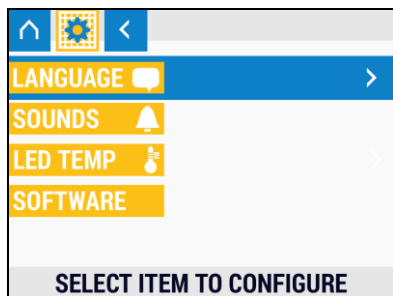 LANGUAGE
SOUNDS
LED TEMP
SOFTWARE
SELECT ITEM TO CONFIGURE